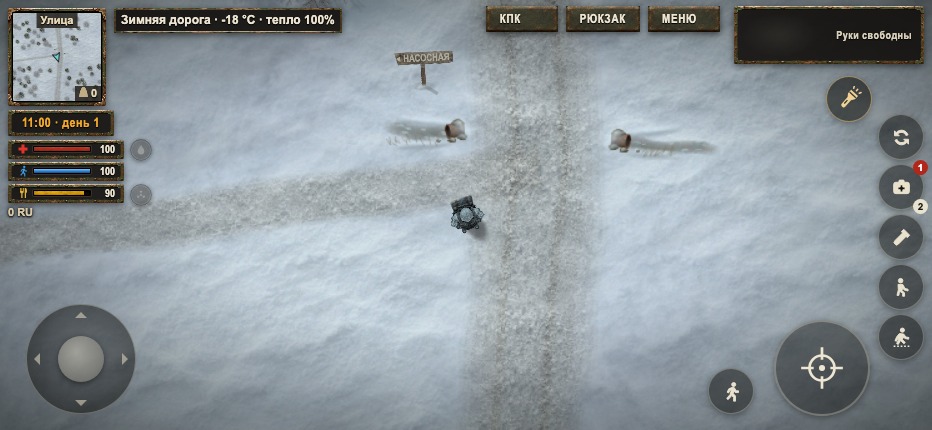 Улица
Зимняя дорога · -18 °C · тепло 100%
КПК
РЮКЗАК
МЕНЮ
Руки свободны
НАСОСНАЯ
0
11:00 · день 1
100
100
90
0 RU
1
2